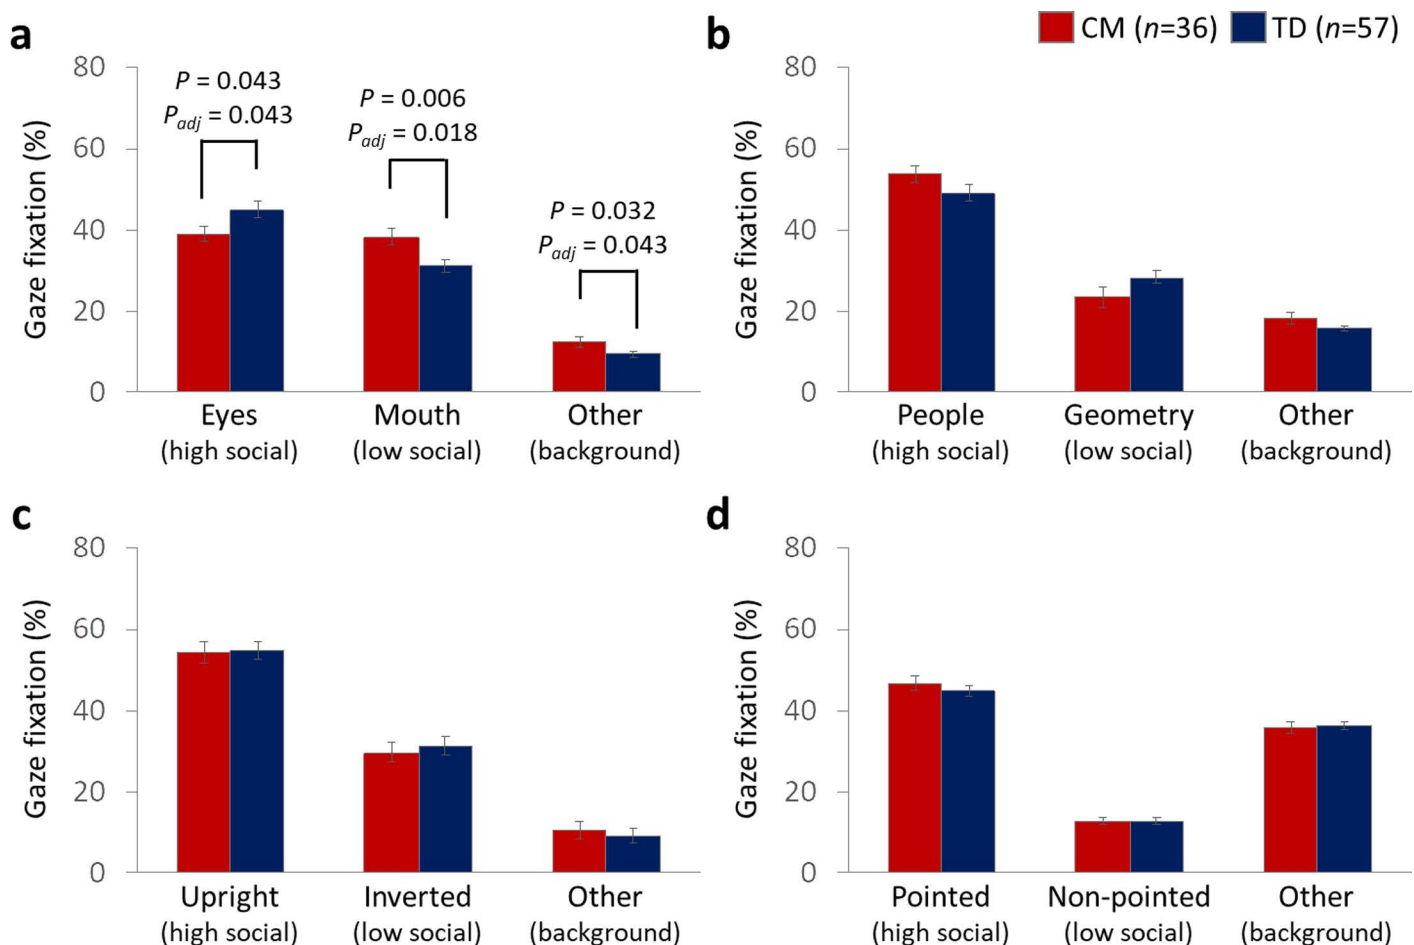 a
b
CM (n=36) TD (n=57)
Gaze fixation (%)
80
60
40
20
0
P = 0.043
Padj = 0.043
P = 0.006
Padj = 0.018
P = 0.032
Padj = 0.043
Eyes Mouth Other
(high social) (low social) (background)
Gaze fixation (%)
80
60
40
20
0
People Geometry Other
(high social) (low social) (background)
c
Gaze fixation (%)
80
60
40
20
0
Upright Inverted Other
(high social) (low social) (background)
d
Gaze fixation (%)
80
60
40
20
0
Pointed Non-pointed Other
(high social) (low social) (background)